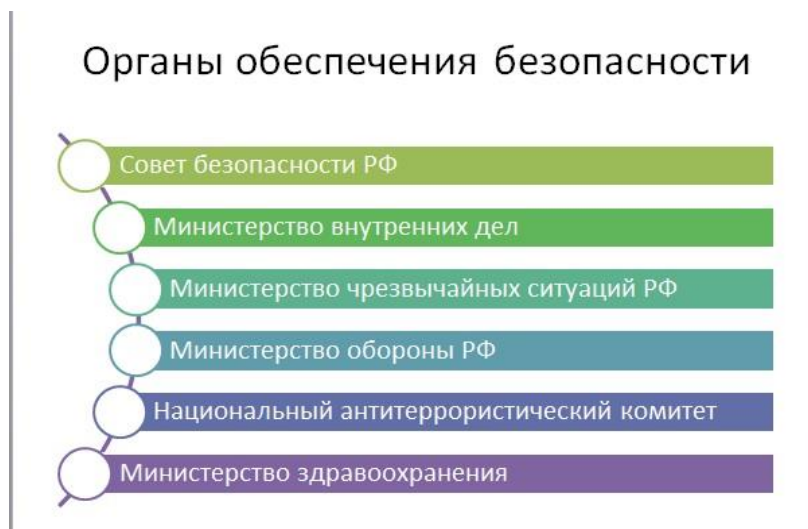 Органы обеспечения безопасности
Совет безопасности РФ
Министерство внутренних дел
Министерство чрезвычайных ситуаций РФ
Министерство обороны РФ
Национальный антитеррористический комитет
Министерство здравоохранения